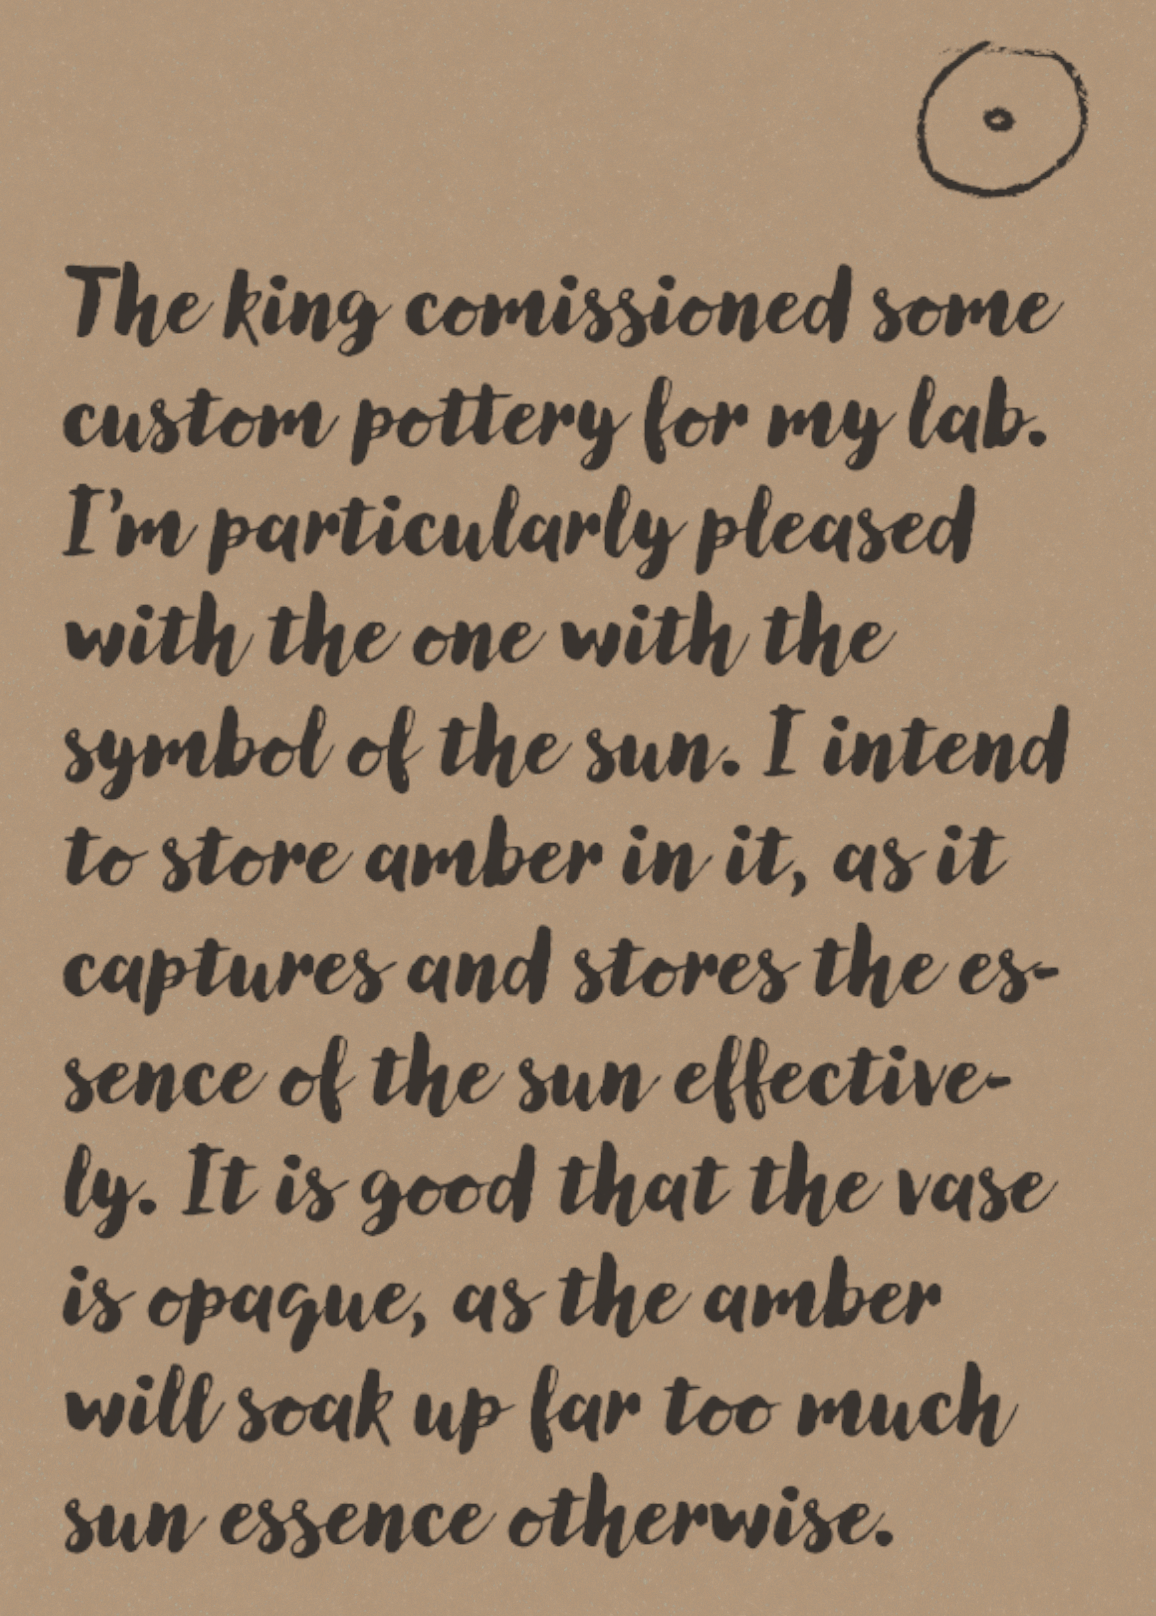 The king comissioned some
custom pottery for my lab.
I'm particularly pleased
with the one with the
symbol of the sun. I intend
to store amber in it, as it
captures and stores the es-
sence of the sun effective-
ly. It is good that the vase
is opaque, as the amber
will soak up far too much
sun essence otherwise.